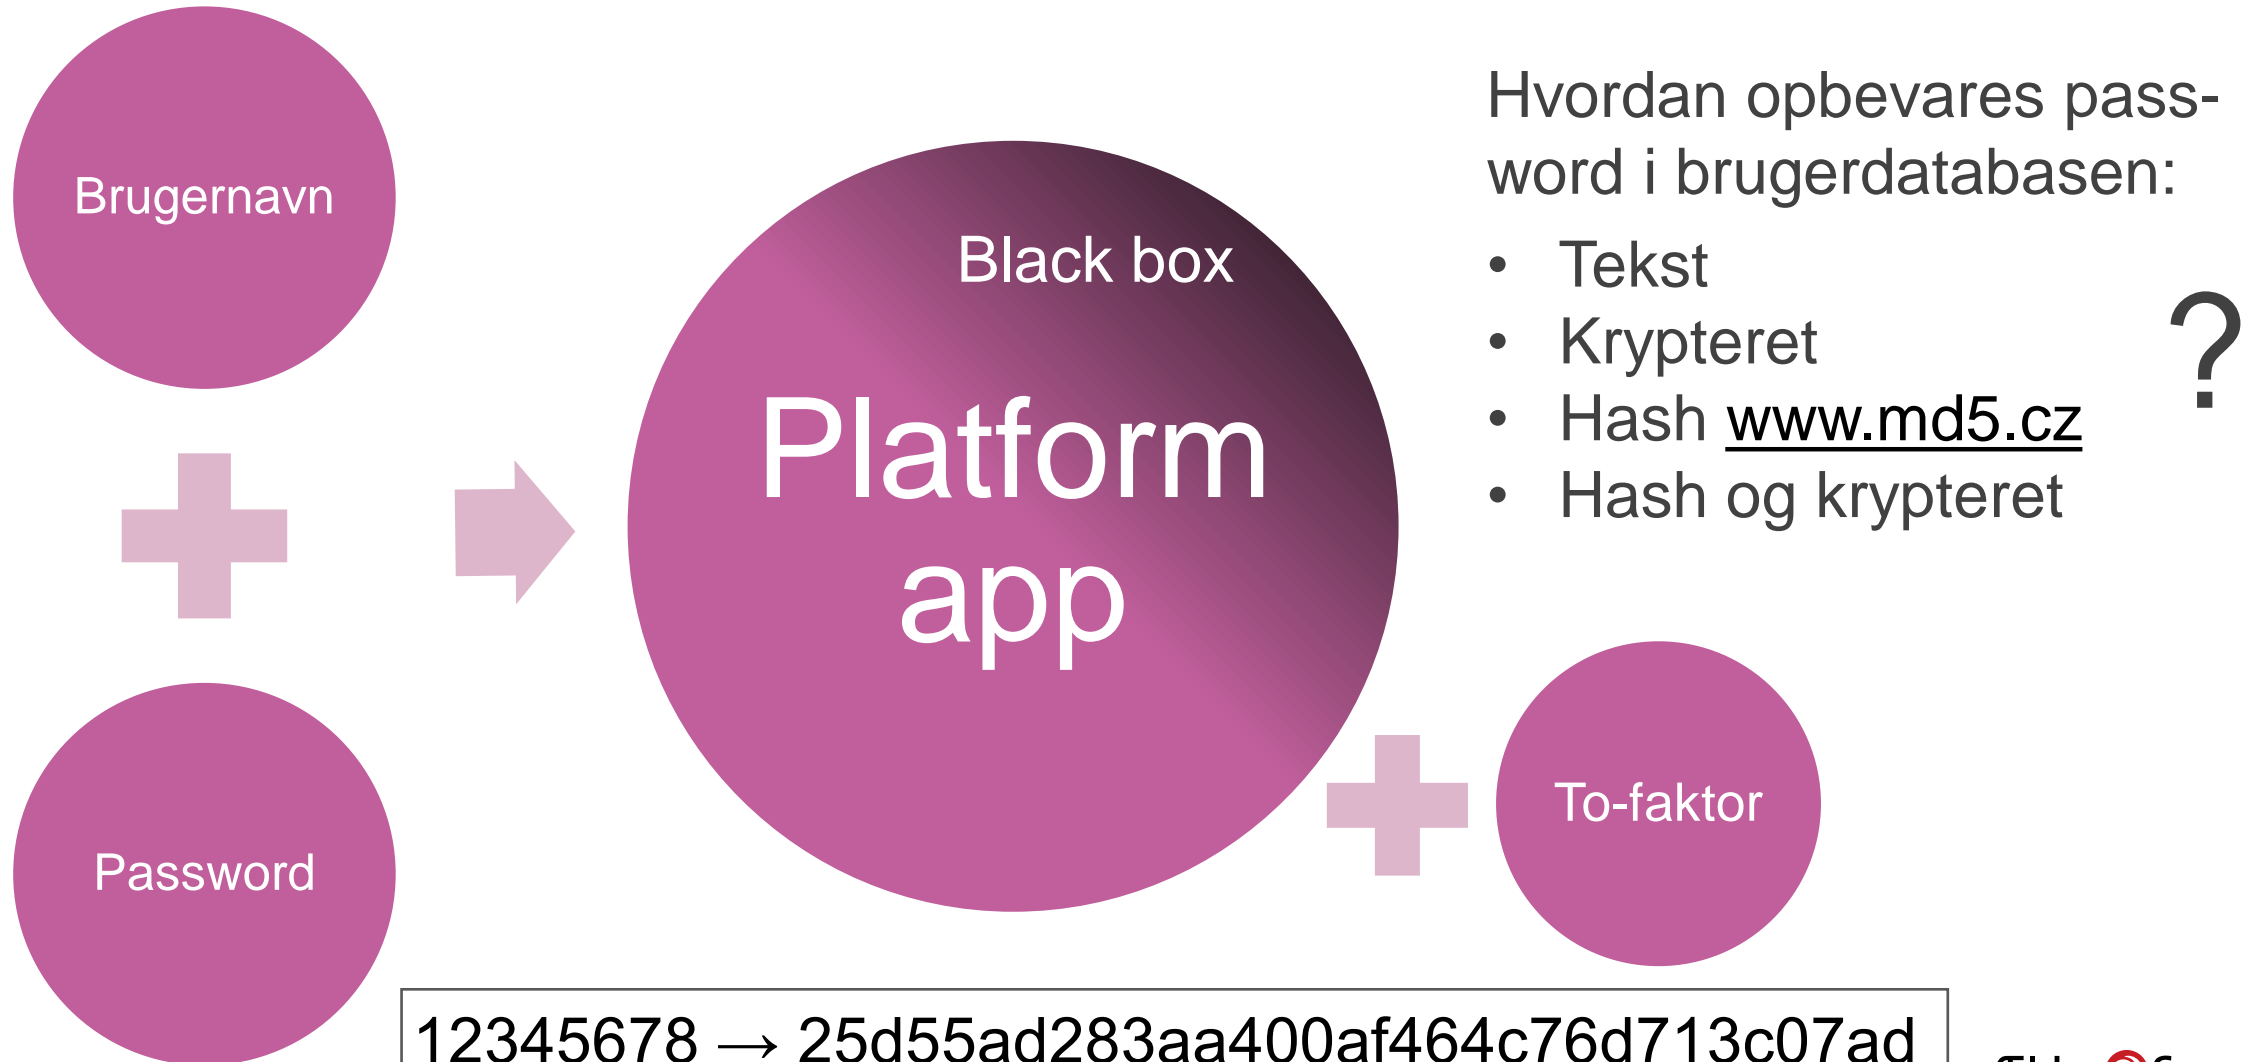 Brugernavn
Password
Black box
Platform
app
To-faktor
Hvordan opbevares pass-
word i brugerdatabasen:
• Tekst
• Krypteret
• Hash www.md5.cz
• Hash og krypteret
?
12345678 → 25d55ad283aa400af464c76d713c07ad